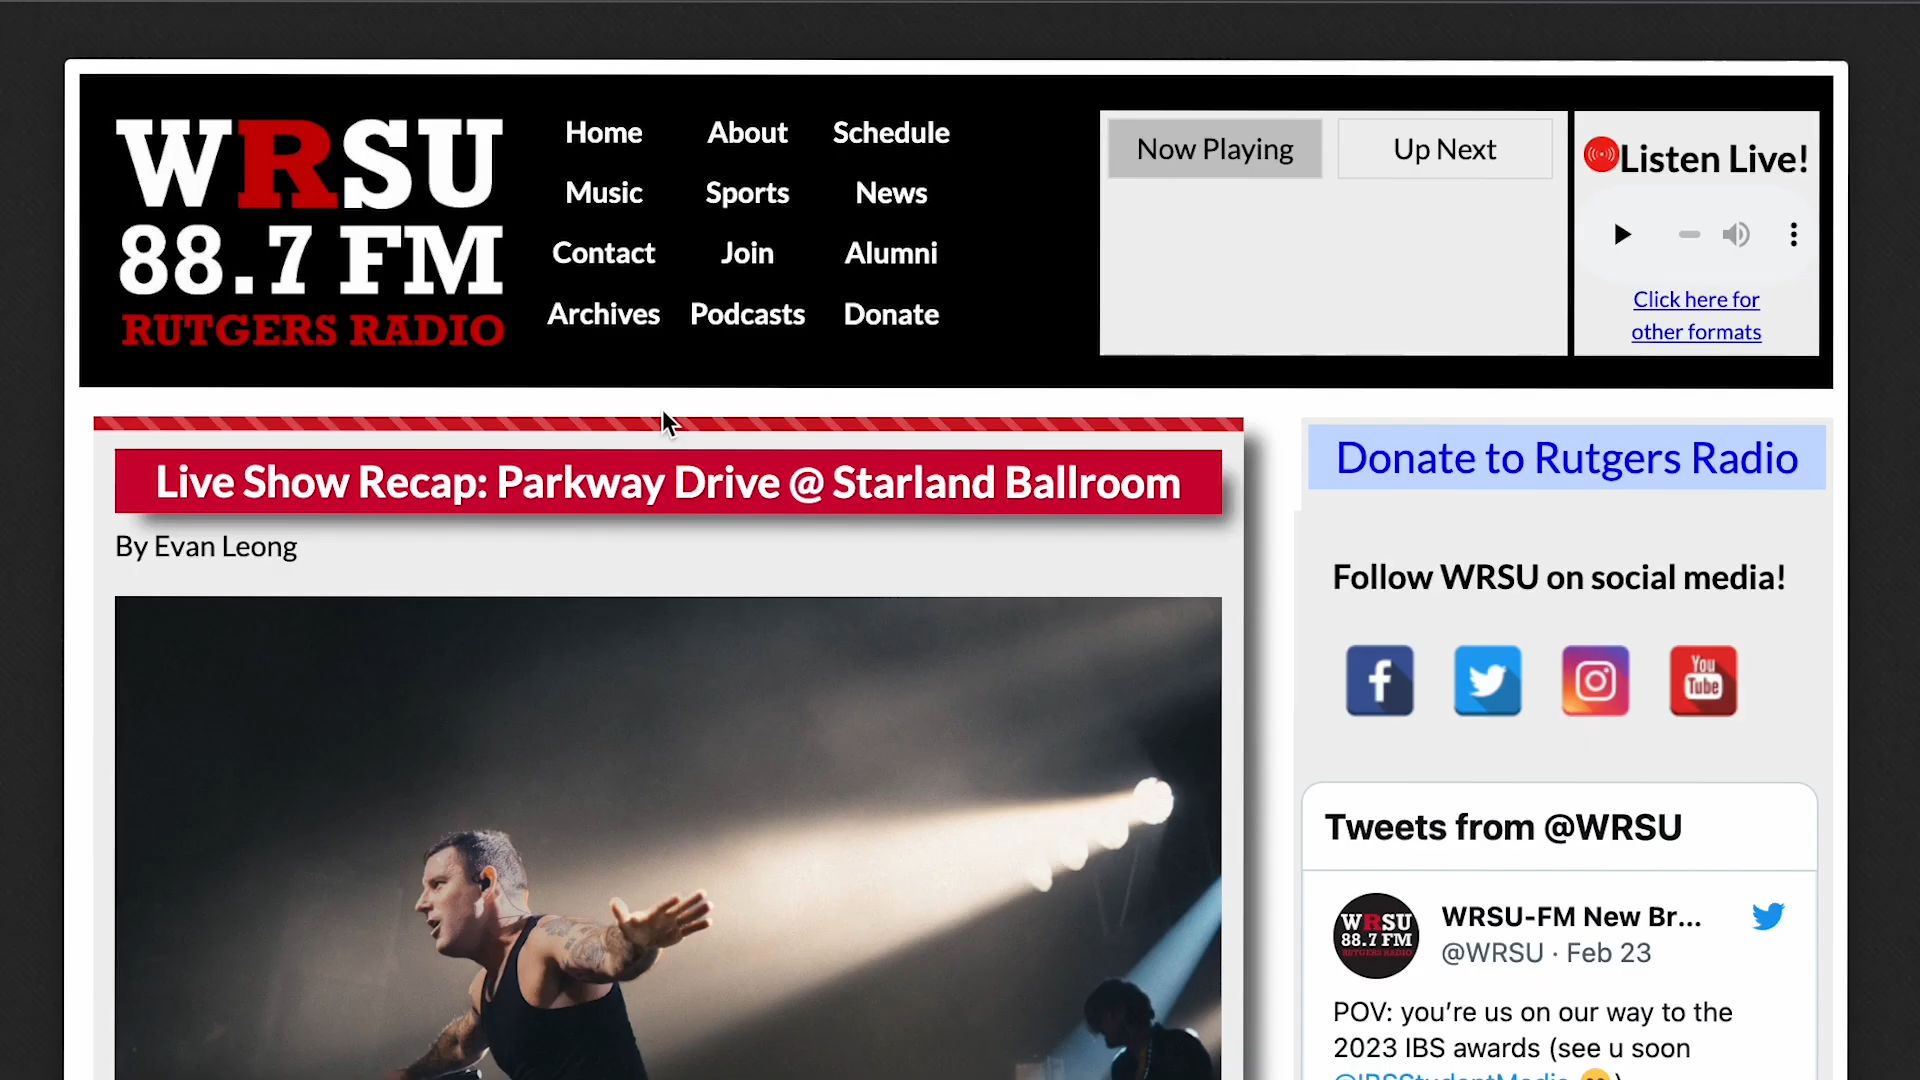 WRSU
88.7 FM
RUTGERS RADIO
Home About Schedule
Music Sports News
Contact Join Alumni
Archives Podcasts Donate
Now Playing Up Next
Listen Live!
Click here for
other formats
Live Show Recap: Parkway Drive @ Starland Ballroom
By Evan Leong
Donate to Rutgers Radio
Follow WRSU on social media!
You
Tube
Tweets from @WRSU
WRSU
88.7 FM
RUTGERS RADIO
WRSU-FM New Br...
@WRSU · Feb 23
POV: you’re us on our way to the
2023 IBS awards (see u soon
@IBSStudentMedia